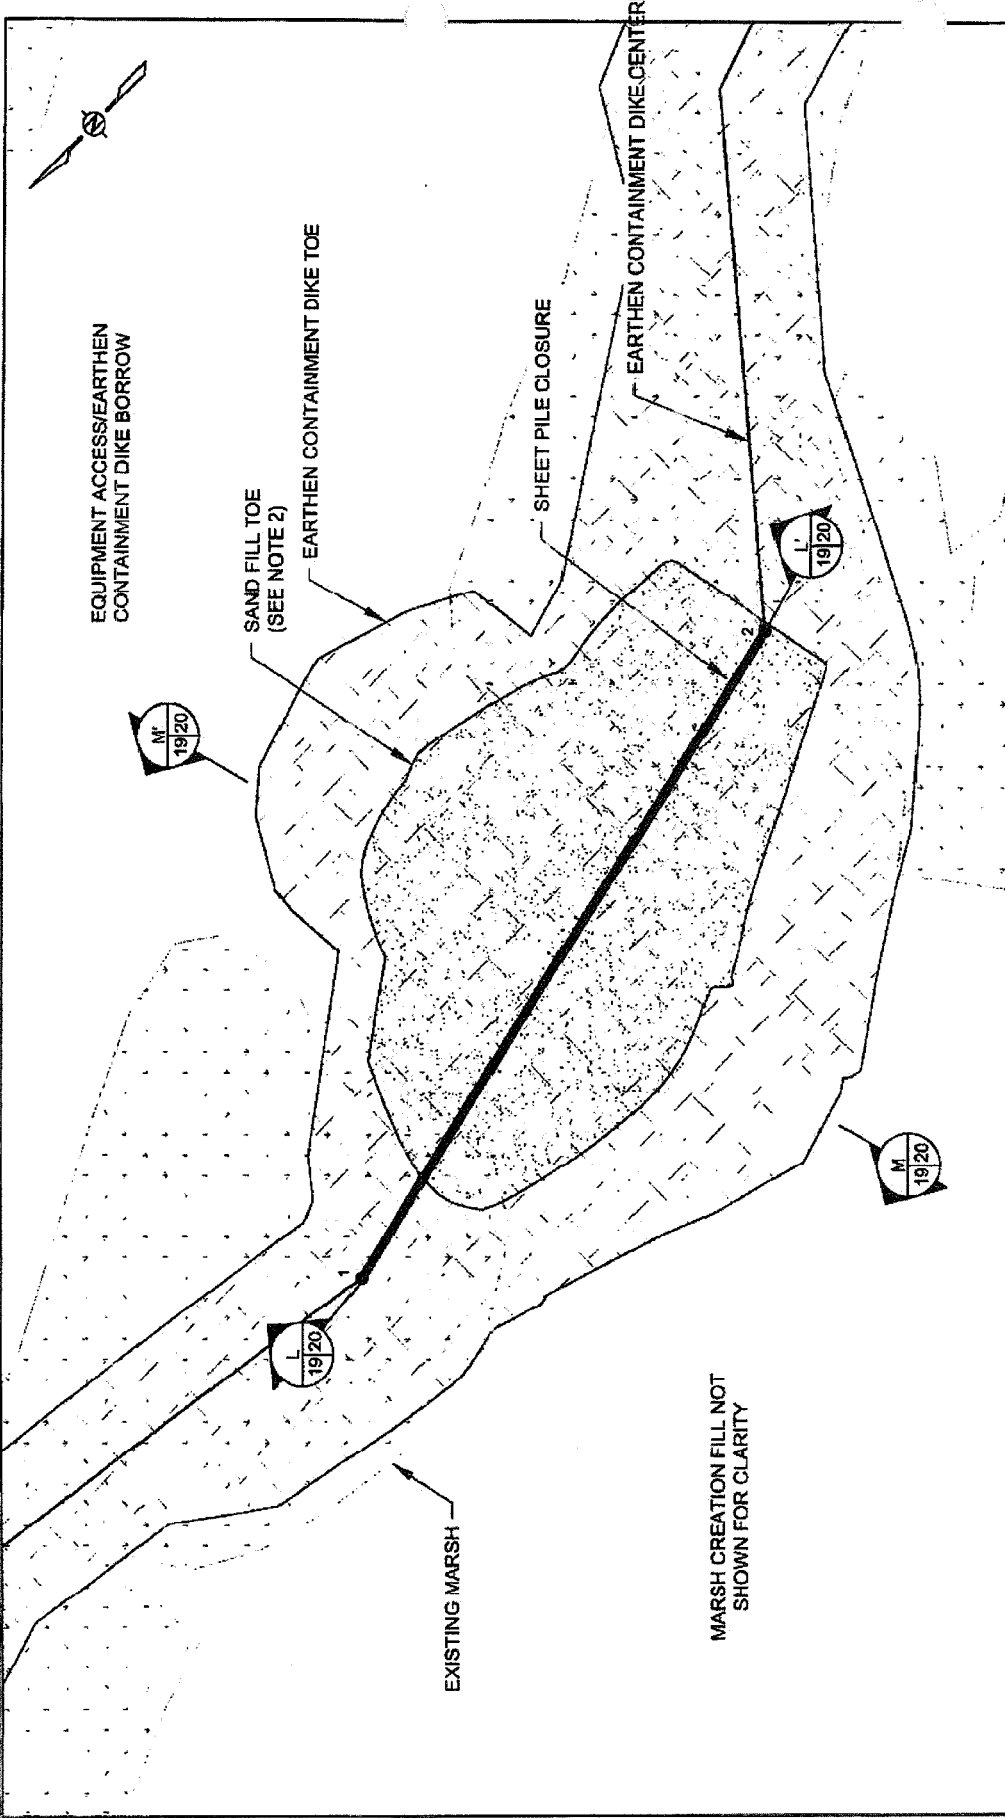 N
EQUIPMENT ACCESS/EARTHEN
CONTAINMENT DIKE BORROW
SAND FILL TOE
(SEE NOTE 2)
EARTHEN CONTAINMENT DIKE TOE
SHEET PILE CLOSURE
EARTHEN CONTAINMENT DIKE CENTER
M'
19 20
L'
19 20
2
1
L
19 20
M
19 20
EXISTING MARSH
MARSH CREATION FILL NOT
SHOWN FOR CLARITY